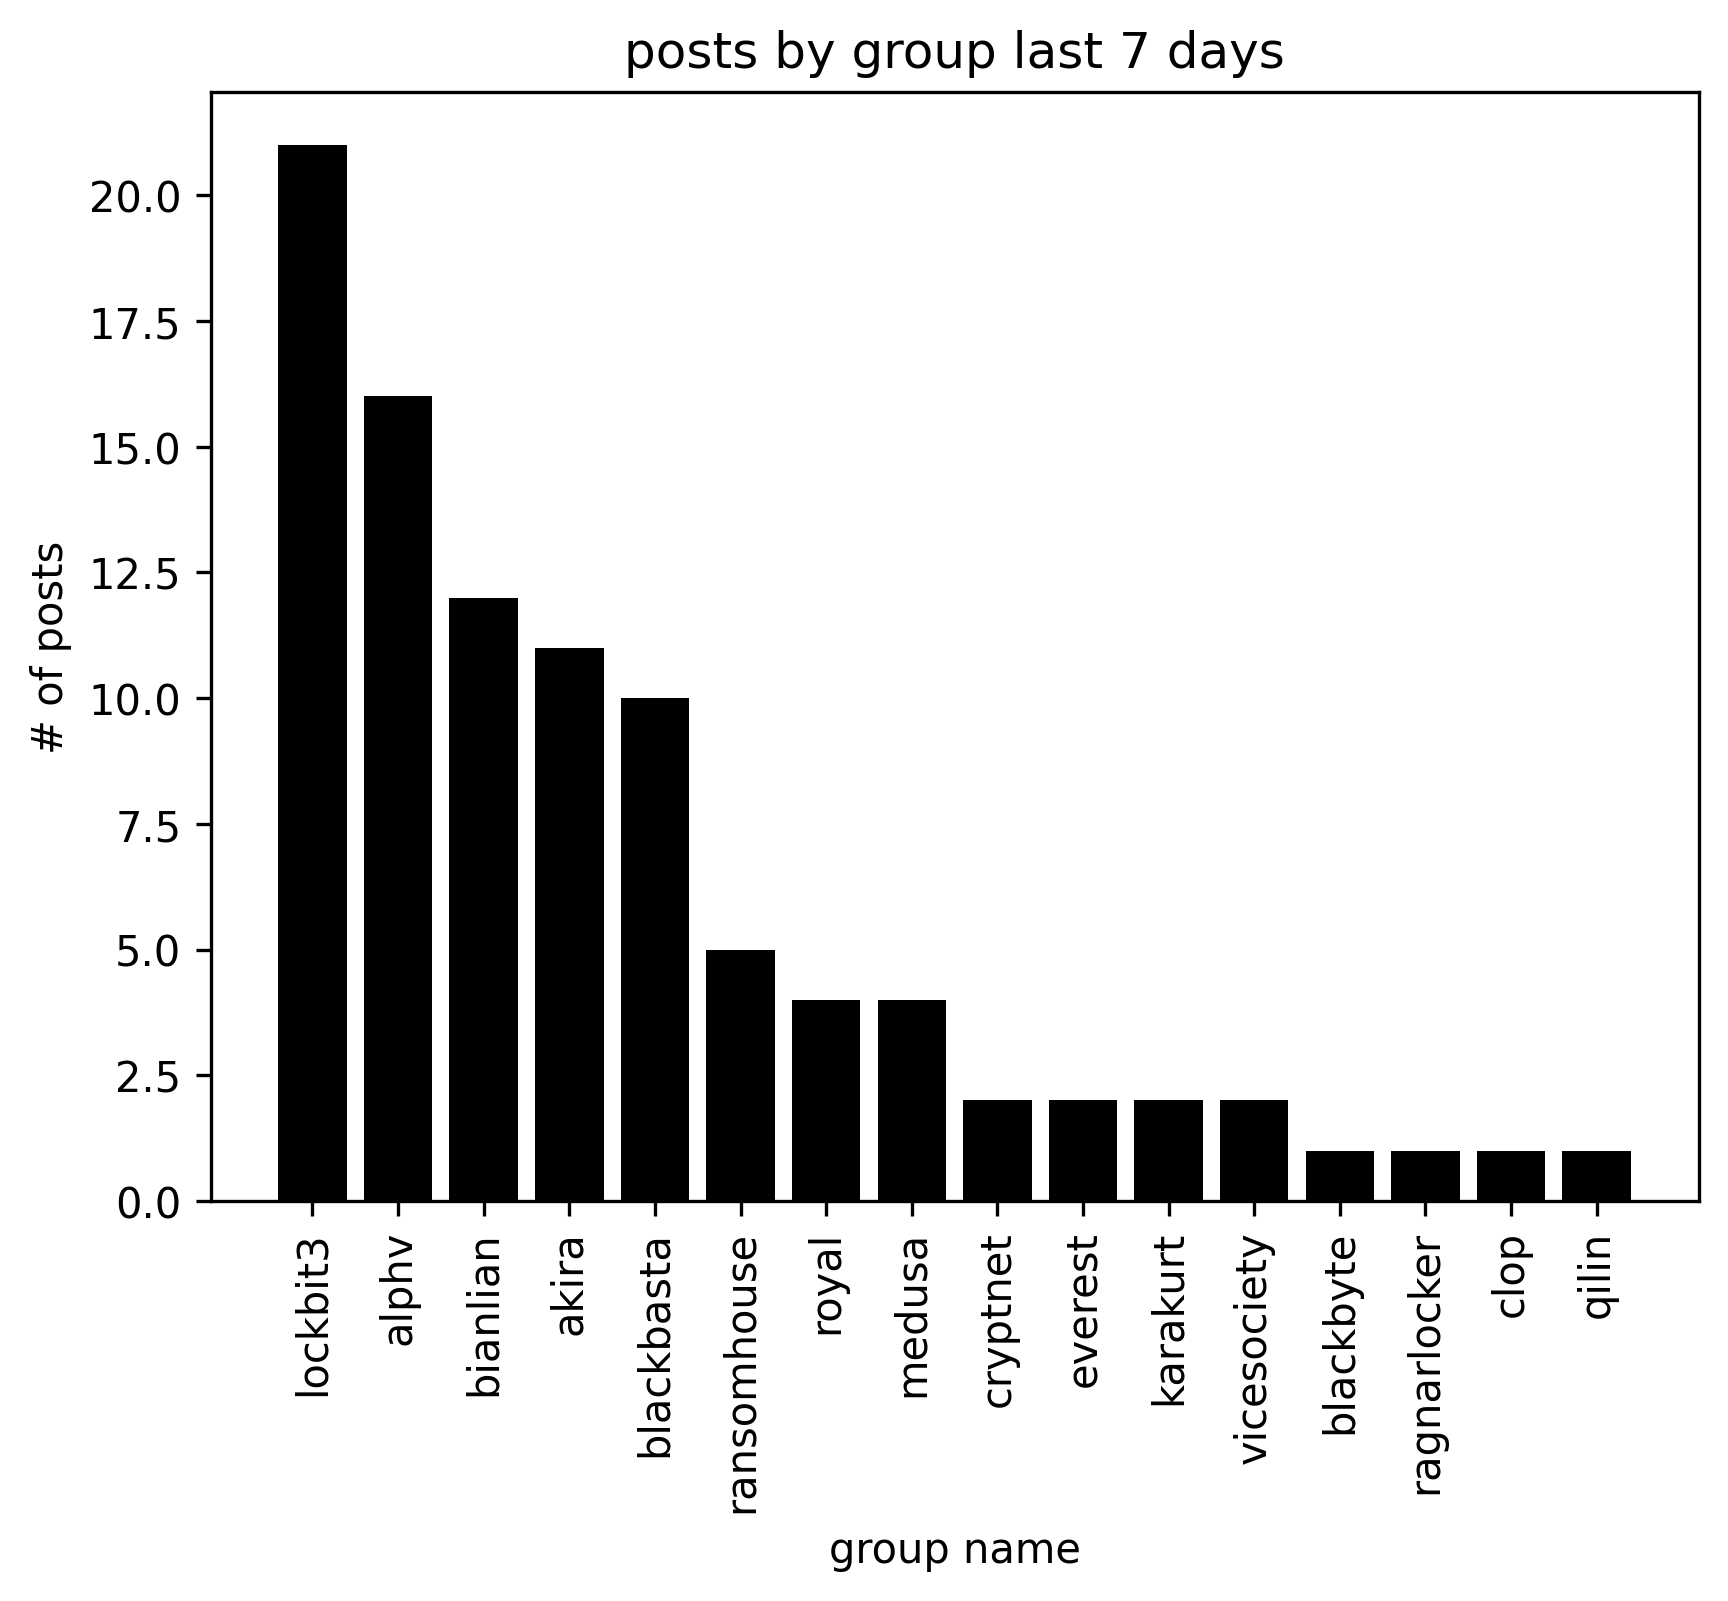 posts by group last 7 days
# of posts
20.0
17.5
15.0
12.5
10.0
7.5
5.0
2.5
0.0
lockbit3
alphv
bianlian
akira
blackbasta
ransomhouse
royal
medusa
cryptnet
everest
karakurt
vicesociety
blackbyte
ragnarlocker
clop
qilin
group name